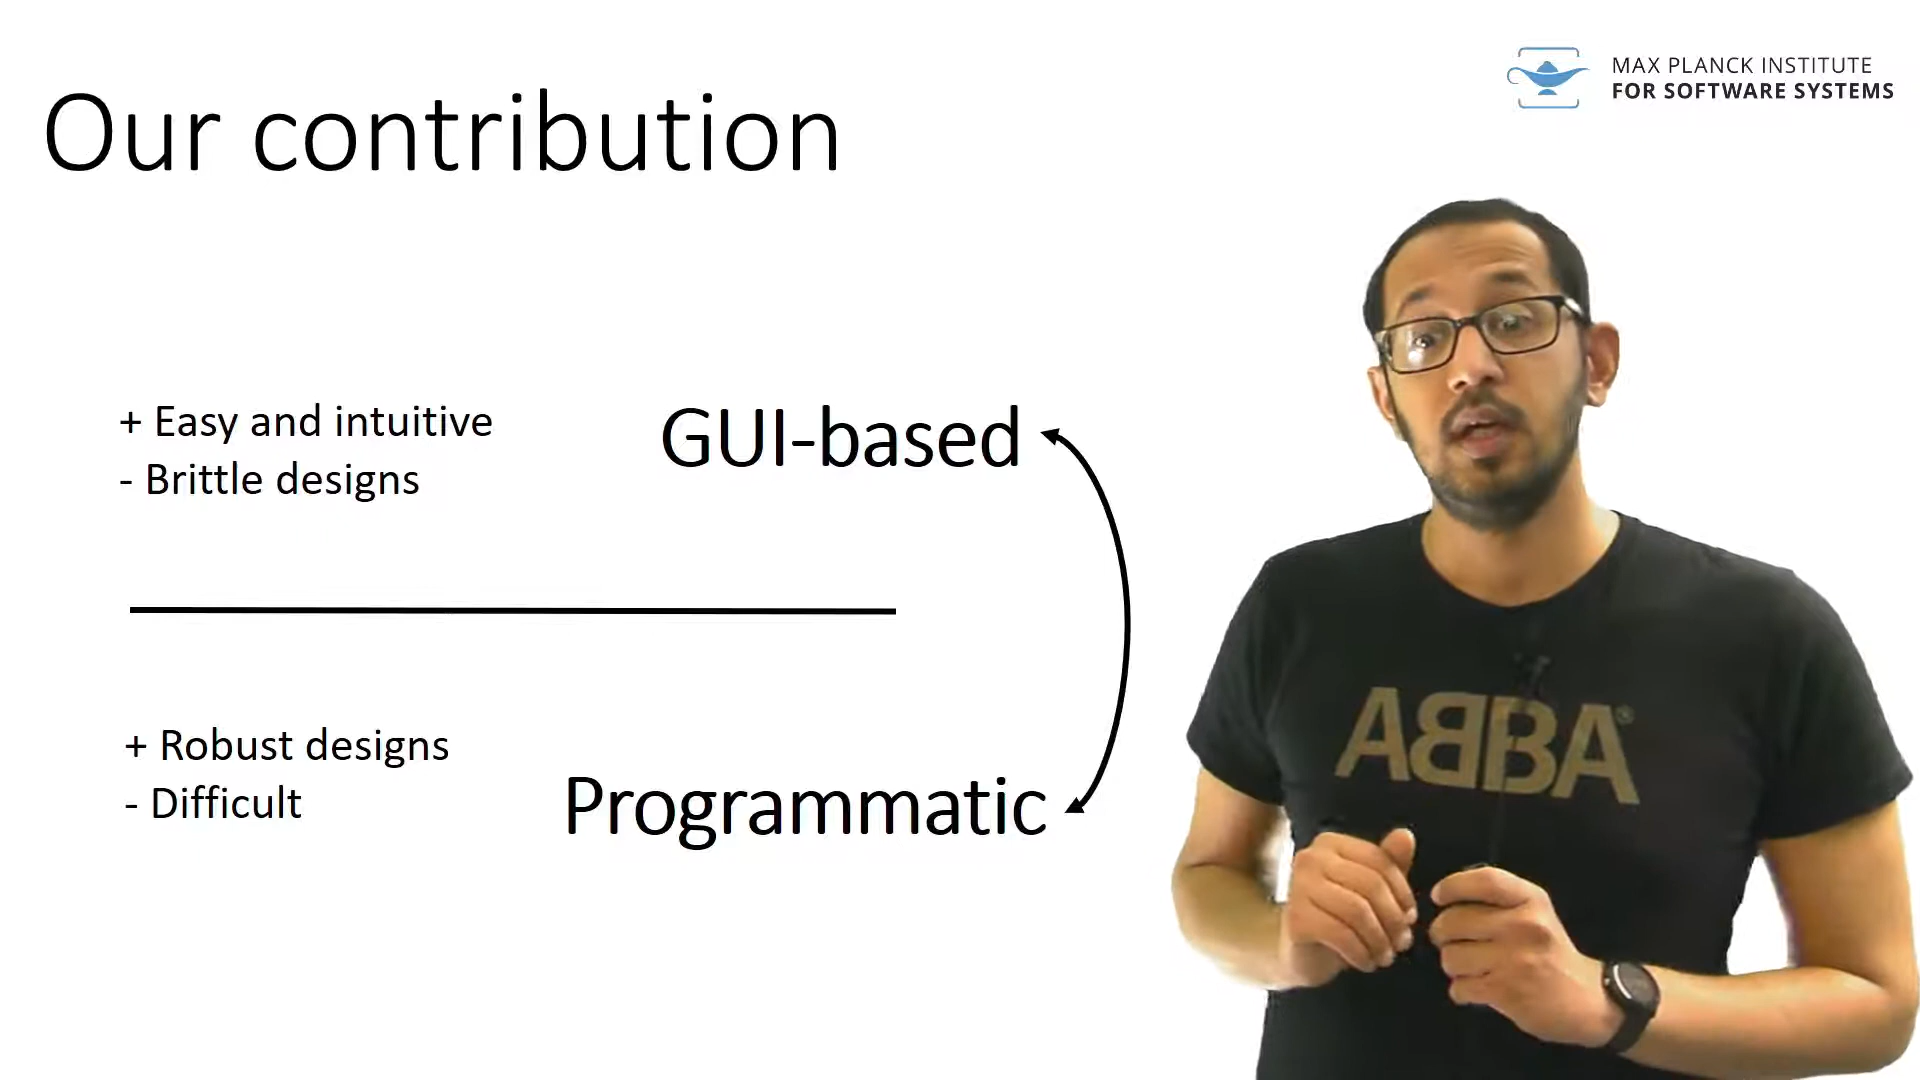 Our contribution
MAX PLANCK INSTITUTE
FOR SOFTWARE SYSTEMS
+ Easy and intuitive
- Brittle designs
GUI-based
+ Robust designs
- Difficult
Programmatic
ABBA®